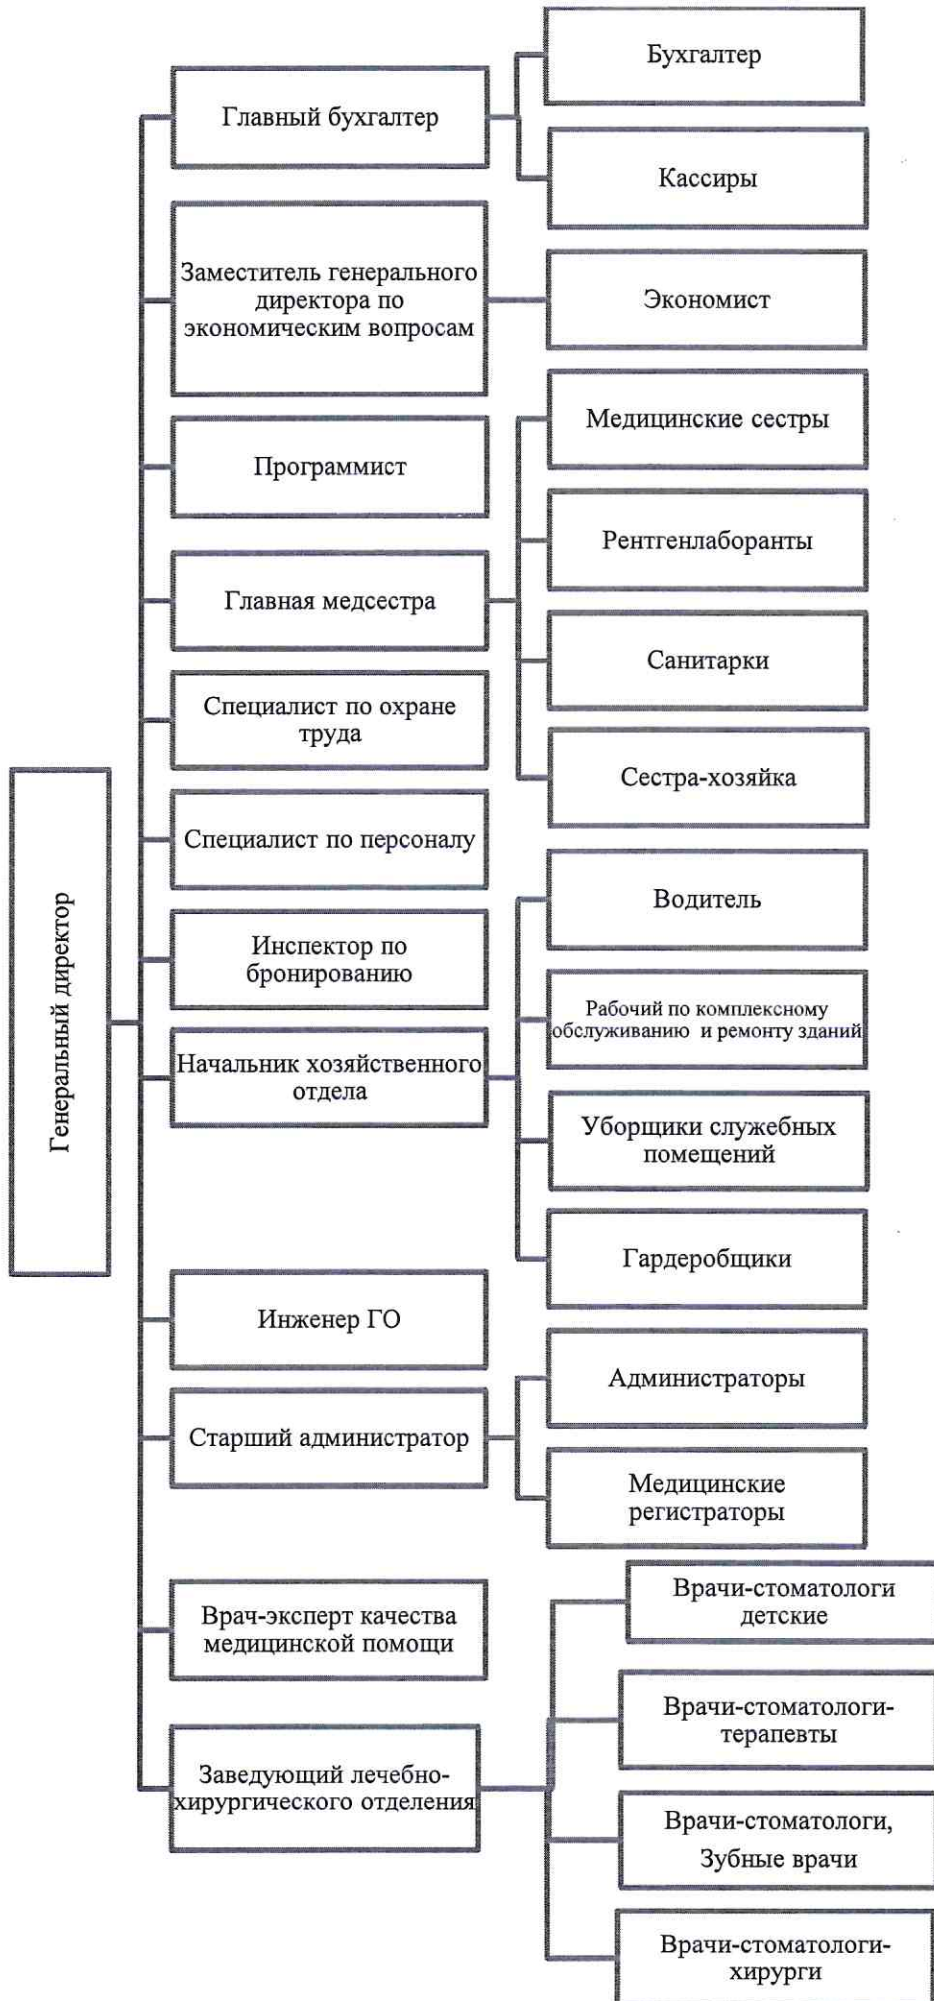 Генеральный директор
Главный бухгалтер
Бухгалтер
Кассиры
Заместитель генерального
директора по
экономическим вопросам
Экономист
Программист
Главная медсестра
Медицинские сестры
Рентгенлаборанты
Санитарки
Сестра-хозяйка
Специалист по охране
труда
Специалист по персоналу
Инспектор по
бронированию
Начальник хозяйственного
отдела
Водитель
Рабочий по комплексному
обслуживанию и ремонту зданий
Уборщики служебных
помещений
Гардеробщики
Инженер ГО
Старший администратор
Администраторы
Медицинские
регистраторы
Врач-эксперт качества
медицинской помощи
Заведующий лечебно-
хирургического отделения
Врачи-стоматологи
детские
Врачи-стоматологи-
терапевты
Врачи-стоматологи,
Зубные врачи
Врачи-стоматологи-
хирурги